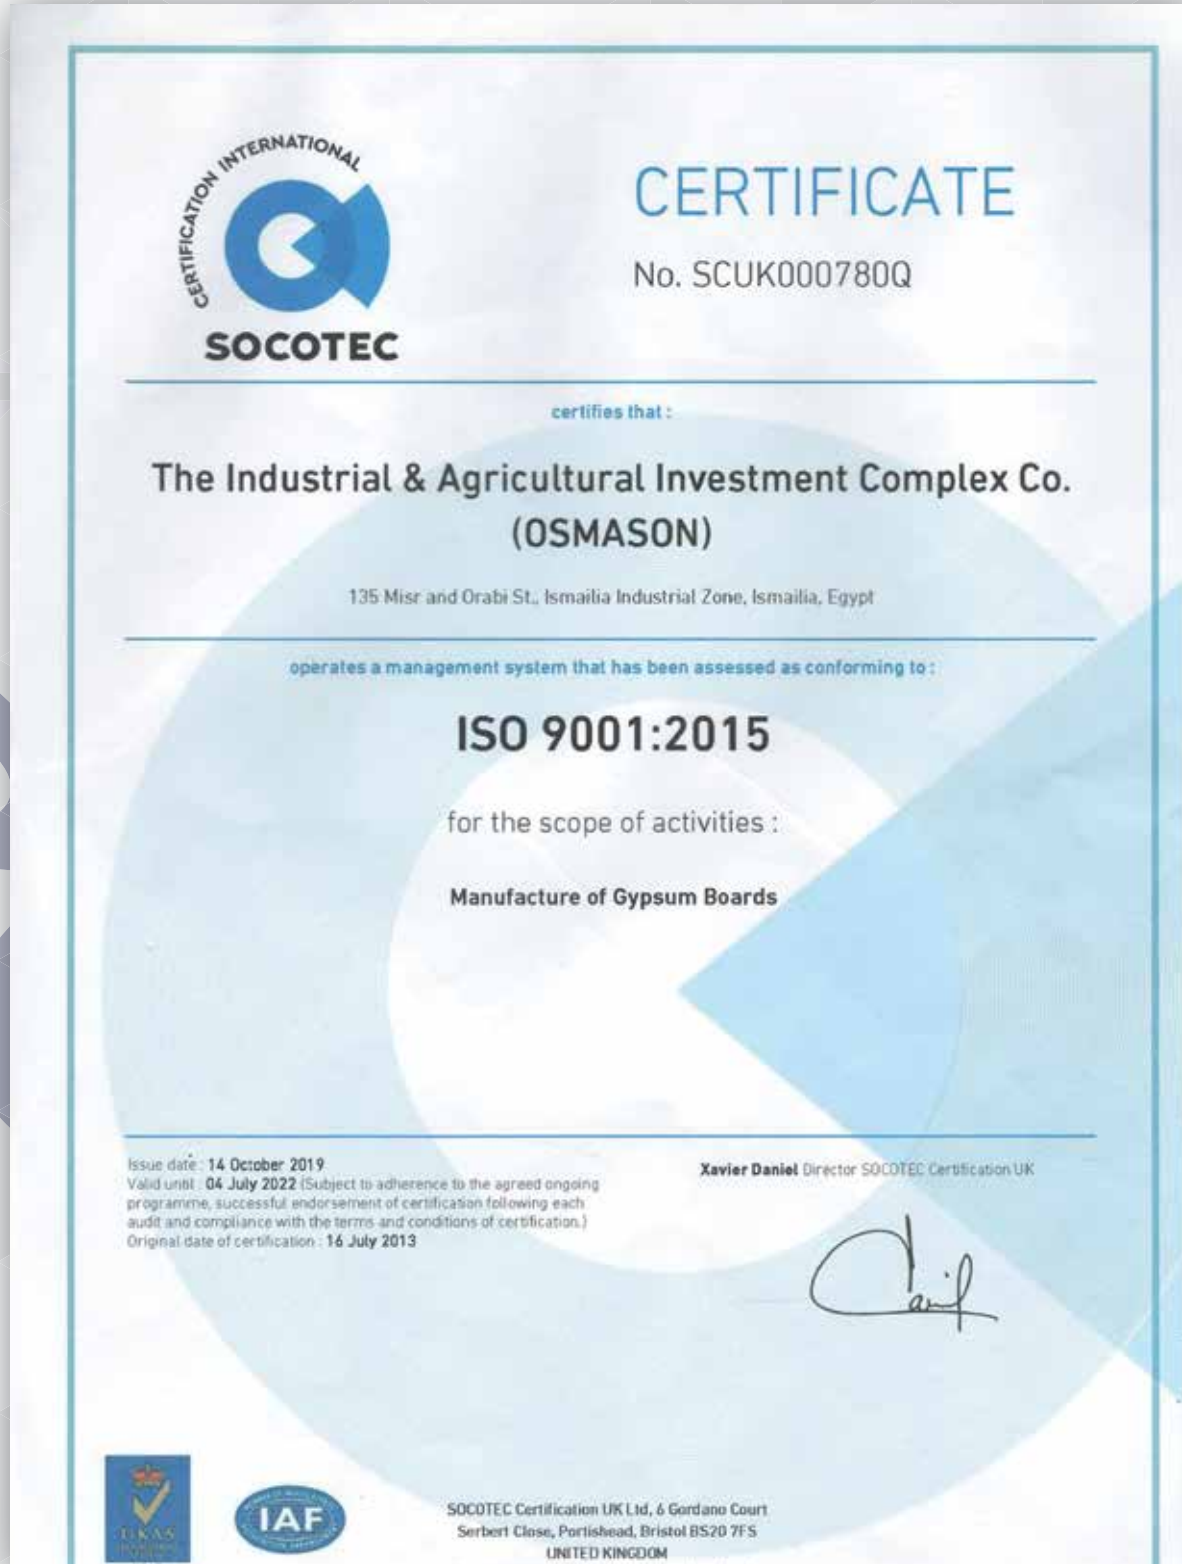 CERTIFICATION INTERNATIONAL
SOCOTEC
CERTIFICATE
No. SCUK000780Q
certifies that :
The Industrial & Agricultural Investment Complex Co.
(OSMASON)
135 Misr and Orabi St., Ismailia Industrial Zone, Ismailia, Egypt
operates a management system that has been assessed as conforming to :
ISO 9001:2015
for the scope of activities :
Manufacture of Gypsum Boards
Issue date : 14 October 2019
Valid until : 04 July 2022 (Subject to adherence to the agreed ongoing
programme, successful endorsement of certification following each
audit and compliance with the terms and conditions of certification.)
Original date of certification : 16 July 2013
Xavier Daniel Director SOCOTEC Certification UK
UKAS
IAF
SOCOTEC Certification UK Ltd, 6 Gordano Court
Serbert Close, Portishead, Bristol BS20 7FS
UNITED KINGDOM